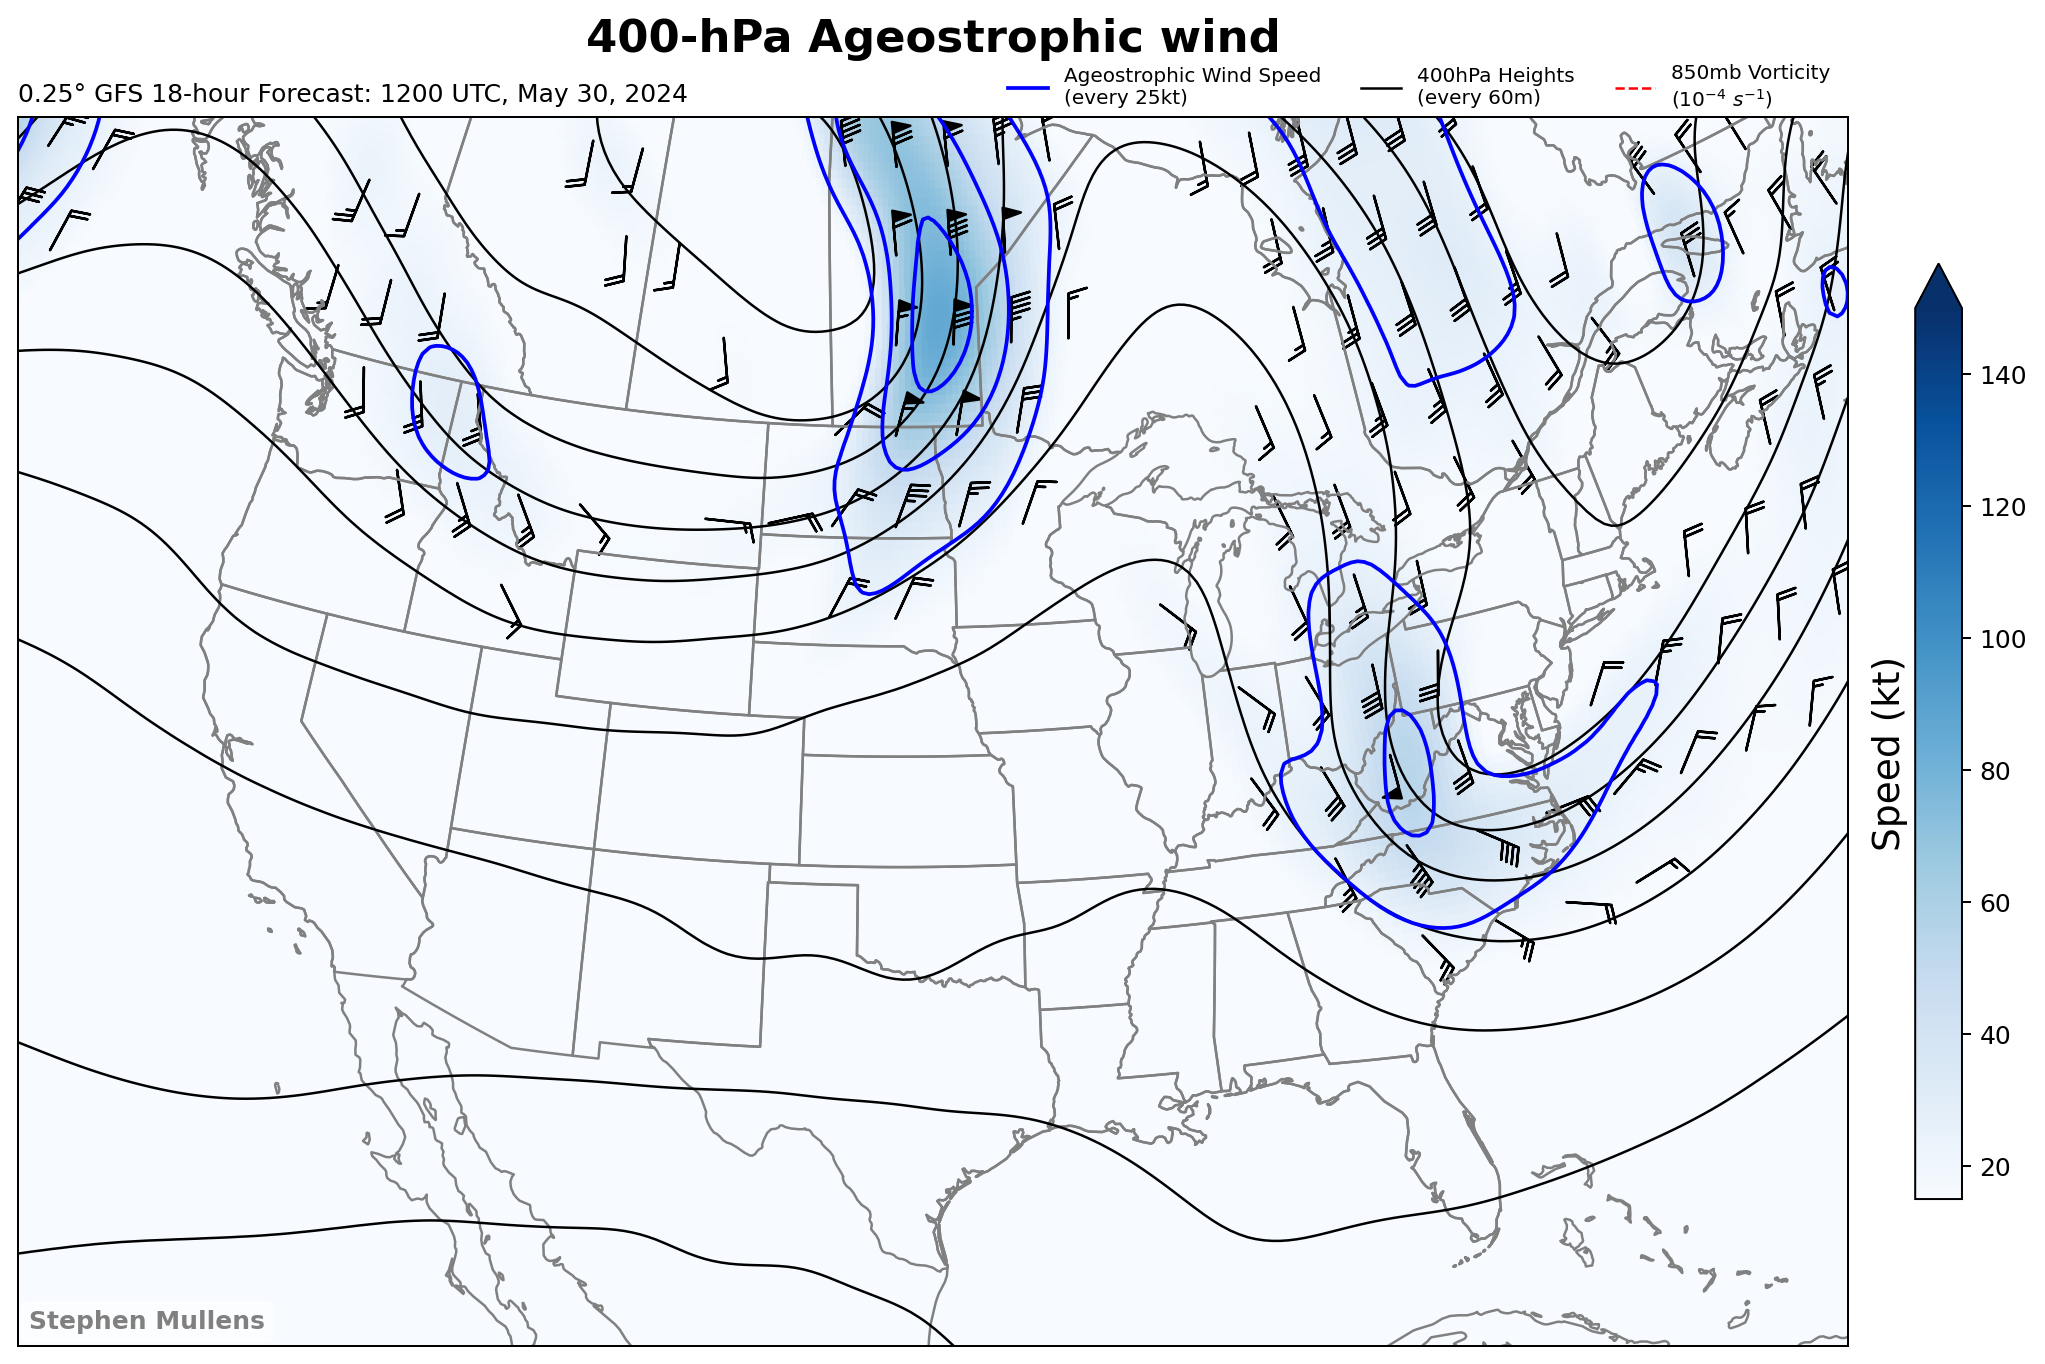 400-hPa Ageostrophic wind
0.25° GFS 18-hour Forecast: 1200 UTC, May 30, 2024
Ageostrophic Wind Speed
(every 25kt)
400hPa Heights
(every 60m)
850mb Vorticity
(10⁻⁴ s⁻¹)
140
120
100
80
60
40
20
Speed (kt)
Stephen Mullens